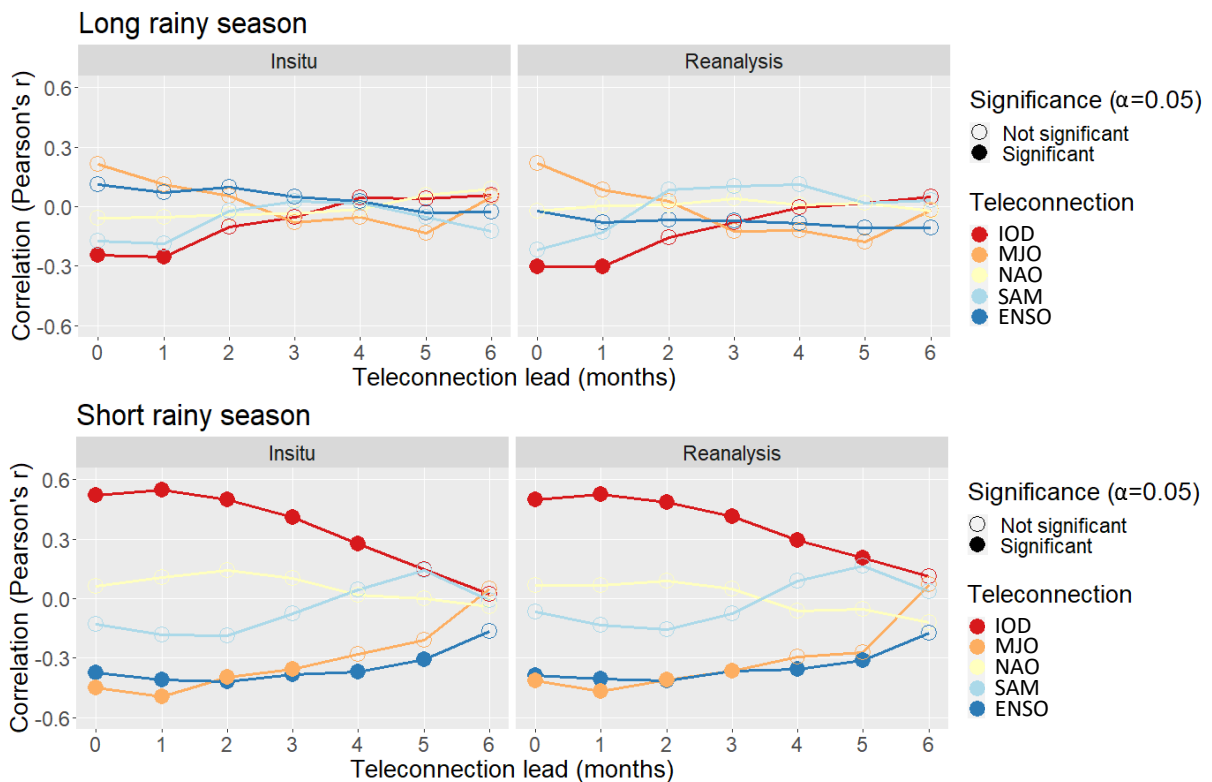 Long rainy season
Insitu
Reanalysis
Correlation (Pearson's r)
0.6
0.3
0.0
-0.3
-0.6
0 1 2 3 4 5 6
0 1 2 3 4 5 6
Teleconnection lead (months)
Significance (α=0.05)
Not significant
Significant
Teleconnection
IOD
MJO
NAO
SAM
ENSO
Short rainy season
Insitu
Reanalysis
Correlation (Pearson's r)
0.6
0.3
0.0
-0.3
-0.6
0 1 2 3 4 5 6
0 1 2 3 4 5 6
Teleconnection lead (months)
Significance (α=0.05)
Not significant
Significant
Teleconnection
IOD
MJO
NAO
SAM
ENSO